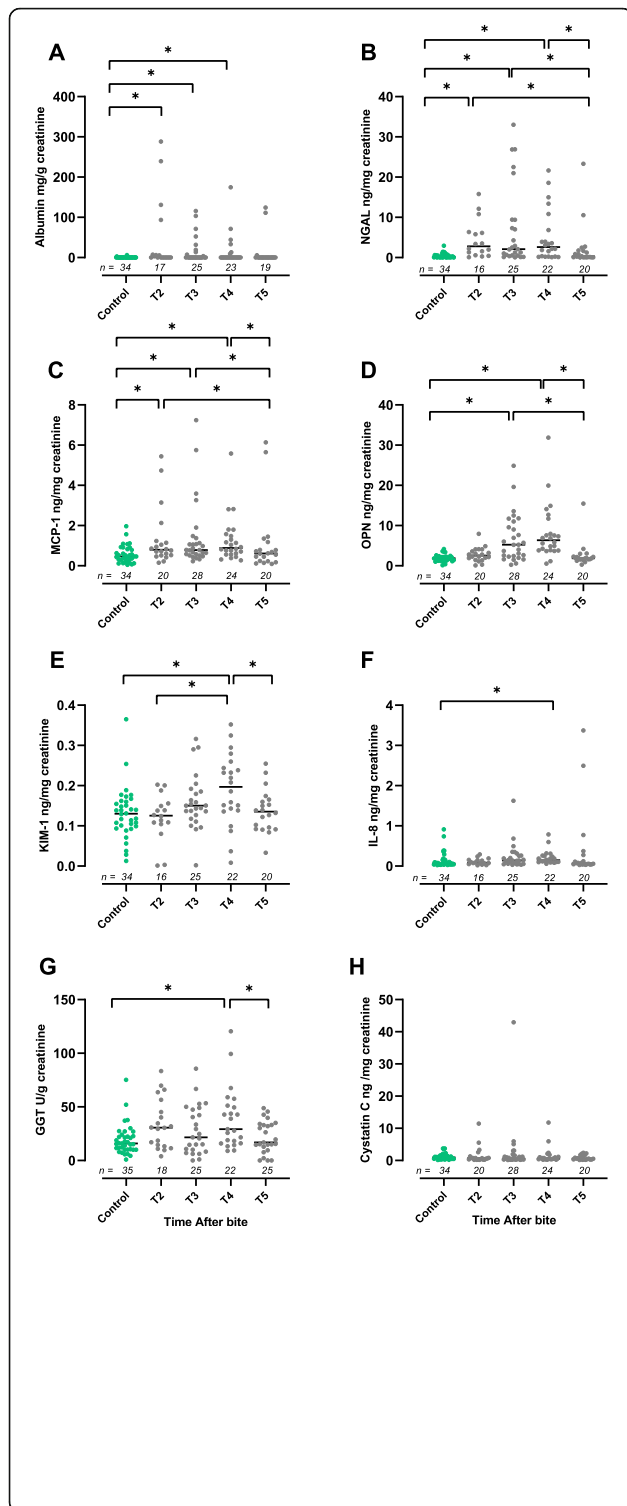 A
*
*
*
Albumin mg/g creatinine
400
300
200
100
0
n = 34 17 25 23 19
Control T2 T3 T4 T5
B
* *
* *
* *
NGAL ng/mg creatinine
40
30
20
10
0
n = 34 16 25 22 20
Control T2 T3 T4 T5
C
* *
* *
* *
MCP-1 ng/mg creatinine
8
6
4
2
0
n = 34 20 28 24 20
Control T2 T3 T4 T5
D
* *
* *
OPN ng/mg creatinine
40
30
20
10
0
n = 34 20 28 24 20
Control T2 T3 T4 T5
E
* *
*
KIM-1 ng/mg creatinine
0.4
0.3
0.2
0.1
0.0
n = 34 16 25 22 20
Control T2 T3 T4 T5
F
*
IL-8 ng/mg creatinine
4
3
2
1
0
n = 34 16 25 22 20
Control T2 T3 T4 T5
G
* *
GGT U/g creatinine
150
100
50
0
n = 35 18 25 22 25
Control T2 T3 T4 T5
Time After bite
H
Cystatin C ng /mg creatinine
50
40
30
20
10
0
n = 34 20 28 24 20
Control T2 T3 T4 T5
Time After bite